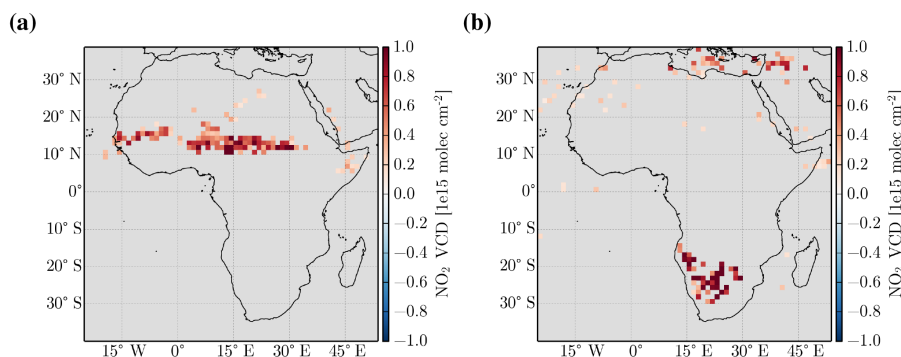 (a)
30° N
20° N
10° N
0°
10° S
20° S
30° S
15° W 0° 15° E 30° E 45° E
1.0
0.8
0.6
0.4
0.2
0.0
−0.2
−0.4
−0.6
−0.8
−1.0
NO₂ VCD [1e15 molec cm⁻²]
(b)
30° N
20° N
10° N
0°
10° S
20° S
30° S
15° W 0° 15° E 30° E 45° E
1.0
0.8
0.6
0.4
0.2
0.0
−0.2
−0.4
−0.6
−0.8
−1.0
NO₂ VCD [1e15 molec cm⁻²]